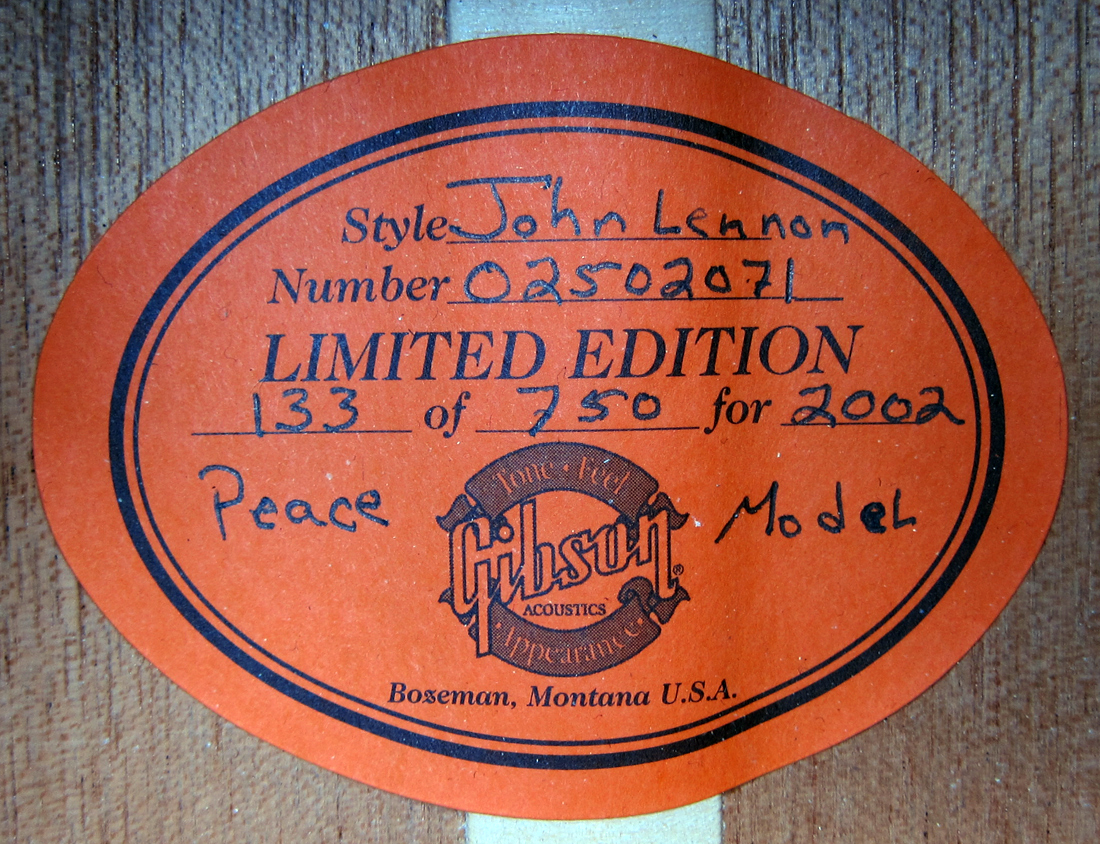 Style John Lennon
Number 02502071
LIMITED EDITION
133 of 750 for 2002
Peace Model
Tone • Feel
Gibson ®
ACOUSTICS
• Appearance •
Bozeman, Montana U.S.A.